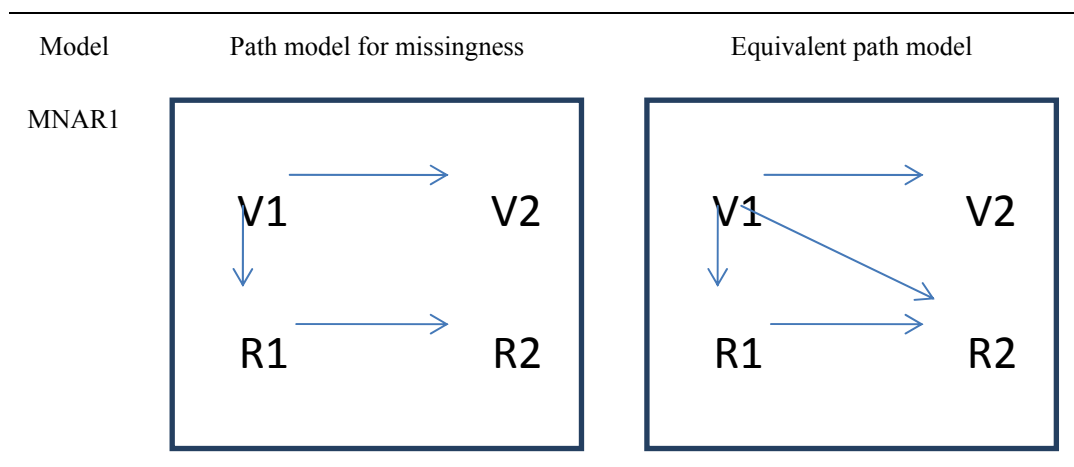 Model Path model for missingness Equivalent path model
MNAR1
V1 V2 V1 V2
R1 R2 R1 R2